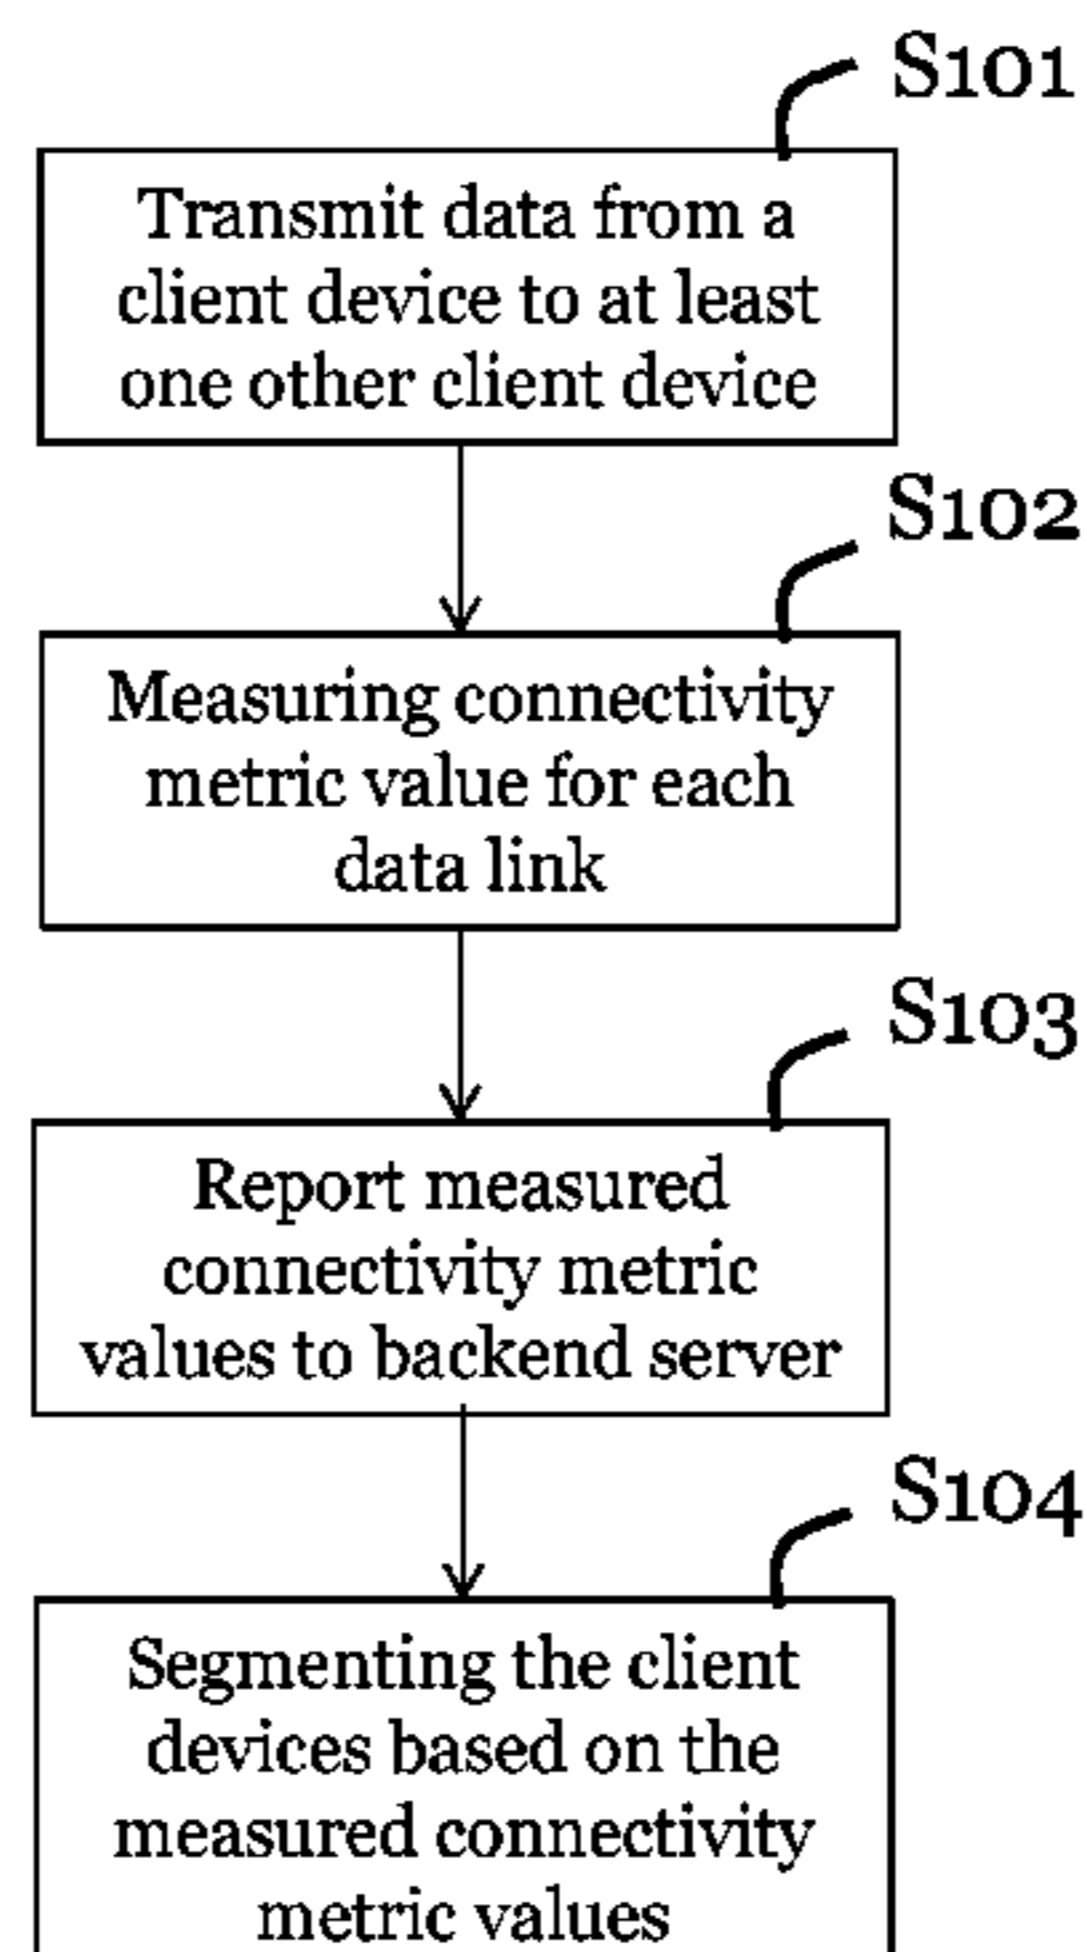 S101
Transmit data from a
client device to at least
one other client device
S102
Measuring connectivity
metric value for each
data link
S103
Report measured
connectivity metric
values to backend server
S104
Segmenting the client
devices based on the
measured connectivity
metric values